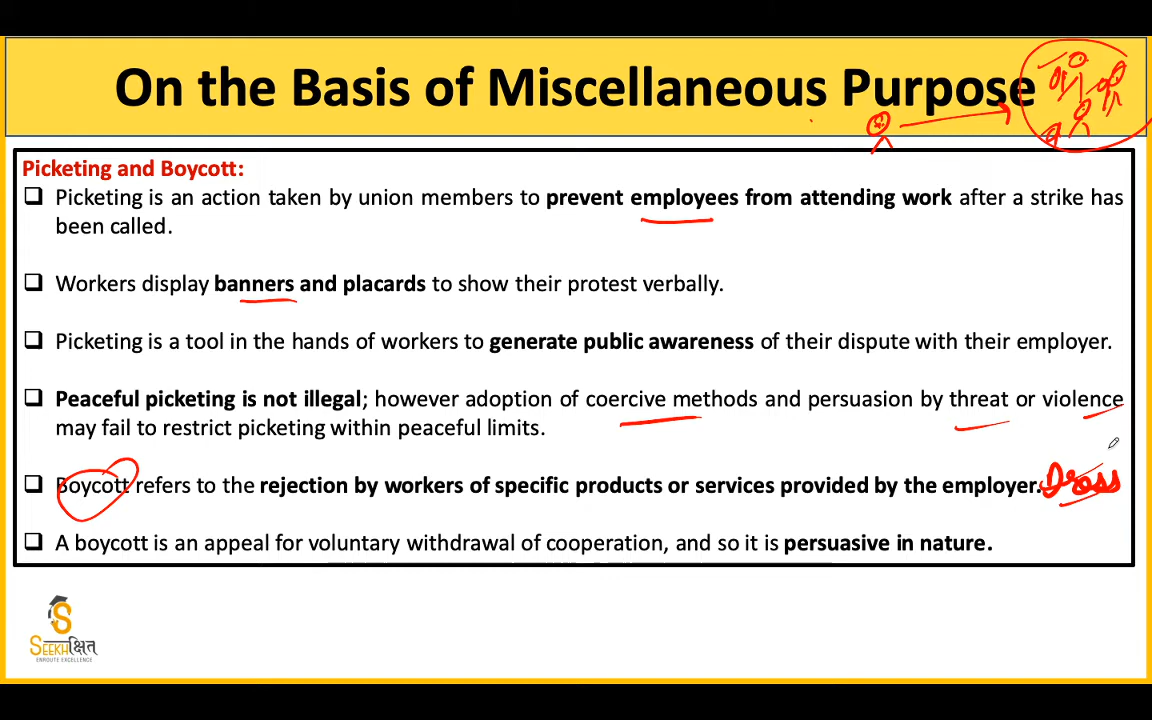 On the Basis of Miscellaneous Purpose
Picketing and Boycott:
Picketing is an action taken by union members to prevent employees from attending work after a strike has
been called.
Workers display banners and placards to show their protest verbally.
Picketing is a tool in the hands of workers to generate public awareness of their dispute with their employer.
Peaceful picketing is not illegal; however adoption of coercive methods and persuasion by threat or violence
may fail to restrict picketing within peaceful limits.
Boycott refers to the rejection by workers of specific products or services provided by the employer. Dress
A boycott is an appeal for voluntary withdrawal of cooperation, and so it is persuasive in nature.
SEEKHक्षित
ENROUTE EXCELLENCE